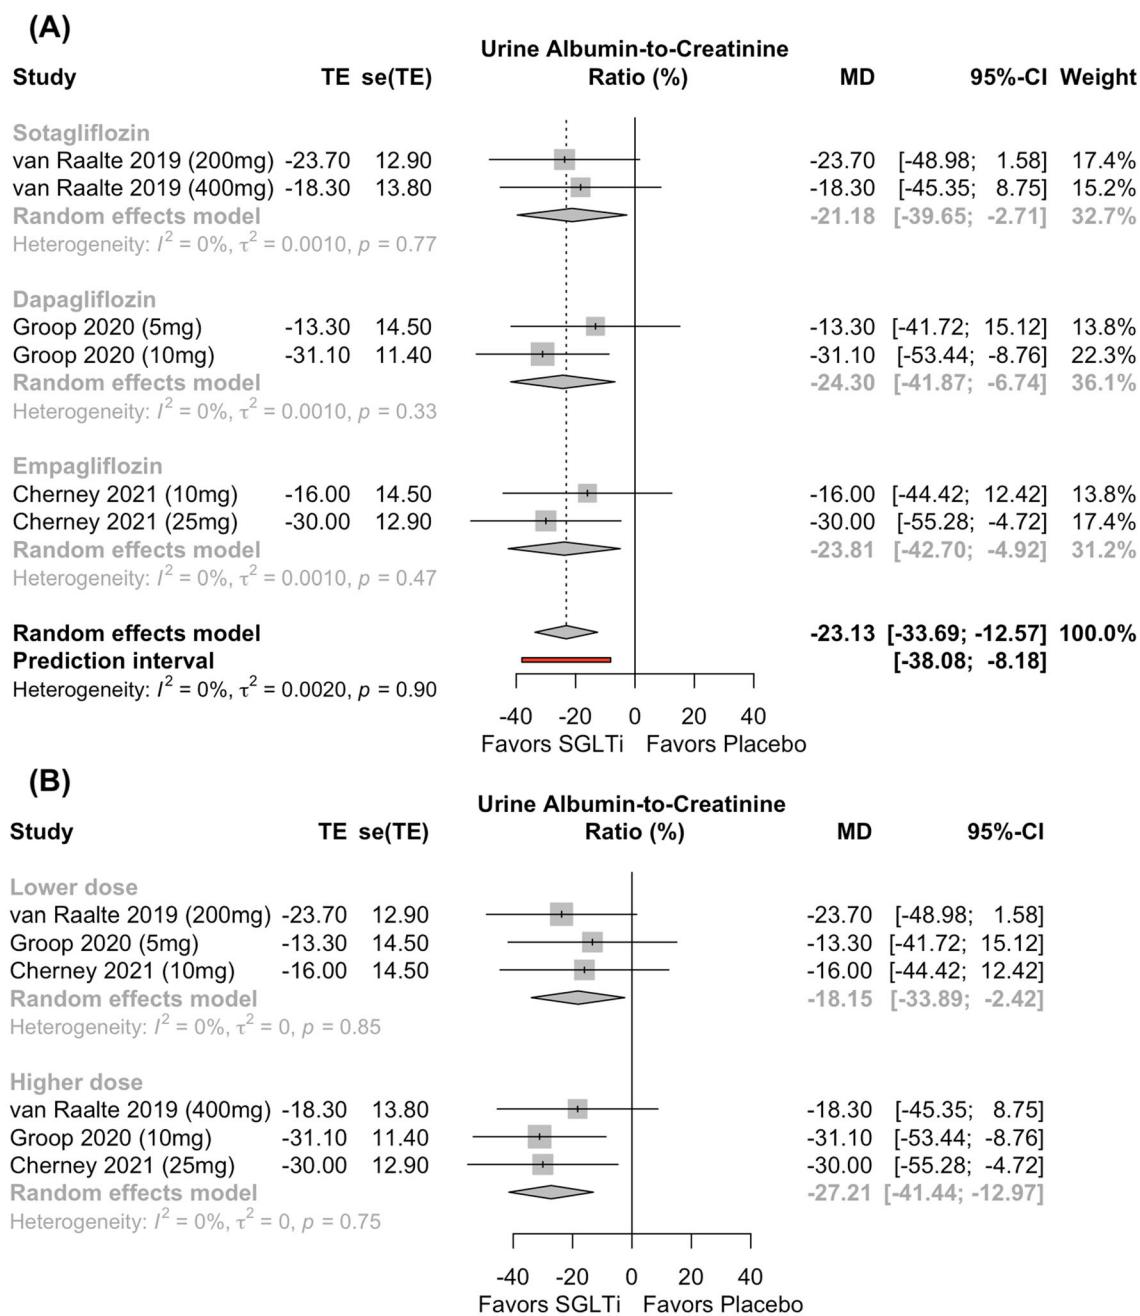 (A)
Urine Albumin-to-Creatinine
Study TE se(TE) Ratio (%) MD 95%-CI Weight
Sotagliflozin
van Raalte 2019 (200mg) -23.70 12.90 -23.70 [-48.98; 1.58] 17.4%
van Raalte 2019 (400mg) -18.30 13.80 -18.30 [-45.35; 8.75] 15.2%
Random effects model -21.18 [-39.65; -2.71] 32.7%
Heterogeneity: I² = 0%, τ² = 0.0010, p = 0.77
Dapagliflozin
Groop 2020 (5mg) -13.30 14.50 -13.30 [-41.72; 15.12] 13.8%
Groop 2020 (10mg) -31.10 11.40 -31.10 [-53.44; -8.76] 22.3%
Random effects model -24.30 [-41.87; -6.74] 36.1%
Heterogeneity: I² = 0%, τ² = 0.0010, p = 0.33
Empagliflozin
Cherney 2021 (10mg) -16.00 14.50 -16.00 [-44.42; 12.42] 13.8%
Cherney 2021 (25mg) -30.00 12.90 -30.00 [-55.28; -4.72] 17.4%
Random effects model -23.81 [-42.70; -4.92] 31.2%
Heterogeneity: I² = 0%, τ² = 0.0010, p = 0.47
Random effects model -23.13 [-33.69; -12.57] 100.0%
Prediction interval [-38.08; -8.18]
Heterogeneity: I² = 0%, τ² = 0.0020, p = 0.90
-40 -20 0 20 40
Favors SGLTi Favors Placebo
(B)
Urine Albumin-to-Creatinine
Study TE se(TE) Ratio (%) MD 95%-CI
Lower dose
van Raalte 2019 (200mg) -23.70 12.90 -23.70 [-48.98; 1.58]
Groop 2020 (5mg) -13.30 14.50 -13.30 [-41.72; 15.12]
Cherney 2021 (10mg) -16.00 14.50 -16.00 [-44.42; 12.42]
Random effects model -18.15 [-33.89; -2.42]
Heterogeneity: I² = 0%, τ² = 0, p = 0.85
Higher dose
van Raalte 2019 (400mg) -18.30 13.80 -18.30 [-45.35; 8.75]
Groop 2020 (10mg) -31.10 11.40 -31.10 [-53.44; -8.76]
Cherney 2021 (25mg) -30.00 12.90 -30.00 [-55.28; -4.72]
Random effects model -27.21 [-41.44; -12.97]
Heterogeneity: I² = 0%, τ² = 0, p = 0.75
-40 -20 0 20 40
Favors SGLTi Favors Placebo